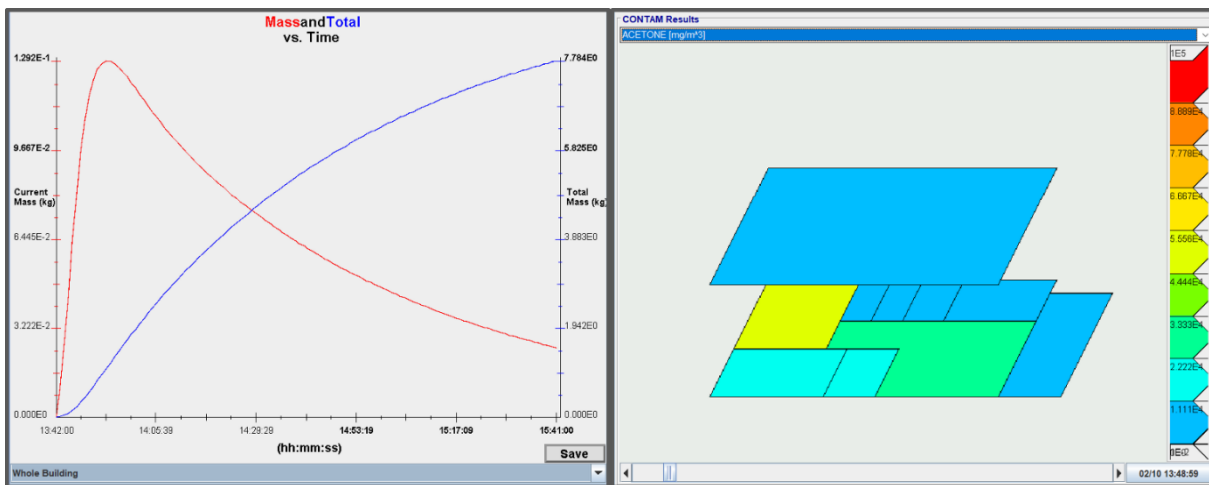 MassandTotal
vs. Time
1.292E-1
7.784E0
9.667E-2
5.825E0
Current
Mass (kg)
Total
Mass (kg)
6.445E-2
3.883E0
3.222E-2
1.942E0
0.000E0
0.000E0
13:42:00
14:05:39
14:29:29
14:53:19
15:17:09
15:41:00
(hh:mm:ss)
Save
Whole Building
CONTAM Results
ACETONE [mg/m^3]
1E5
8.889E4
7.778E4
6.667E4
5.556E4
4.444E4
3.333E4
2.222E4
1.111E4
02/10 13:48:59